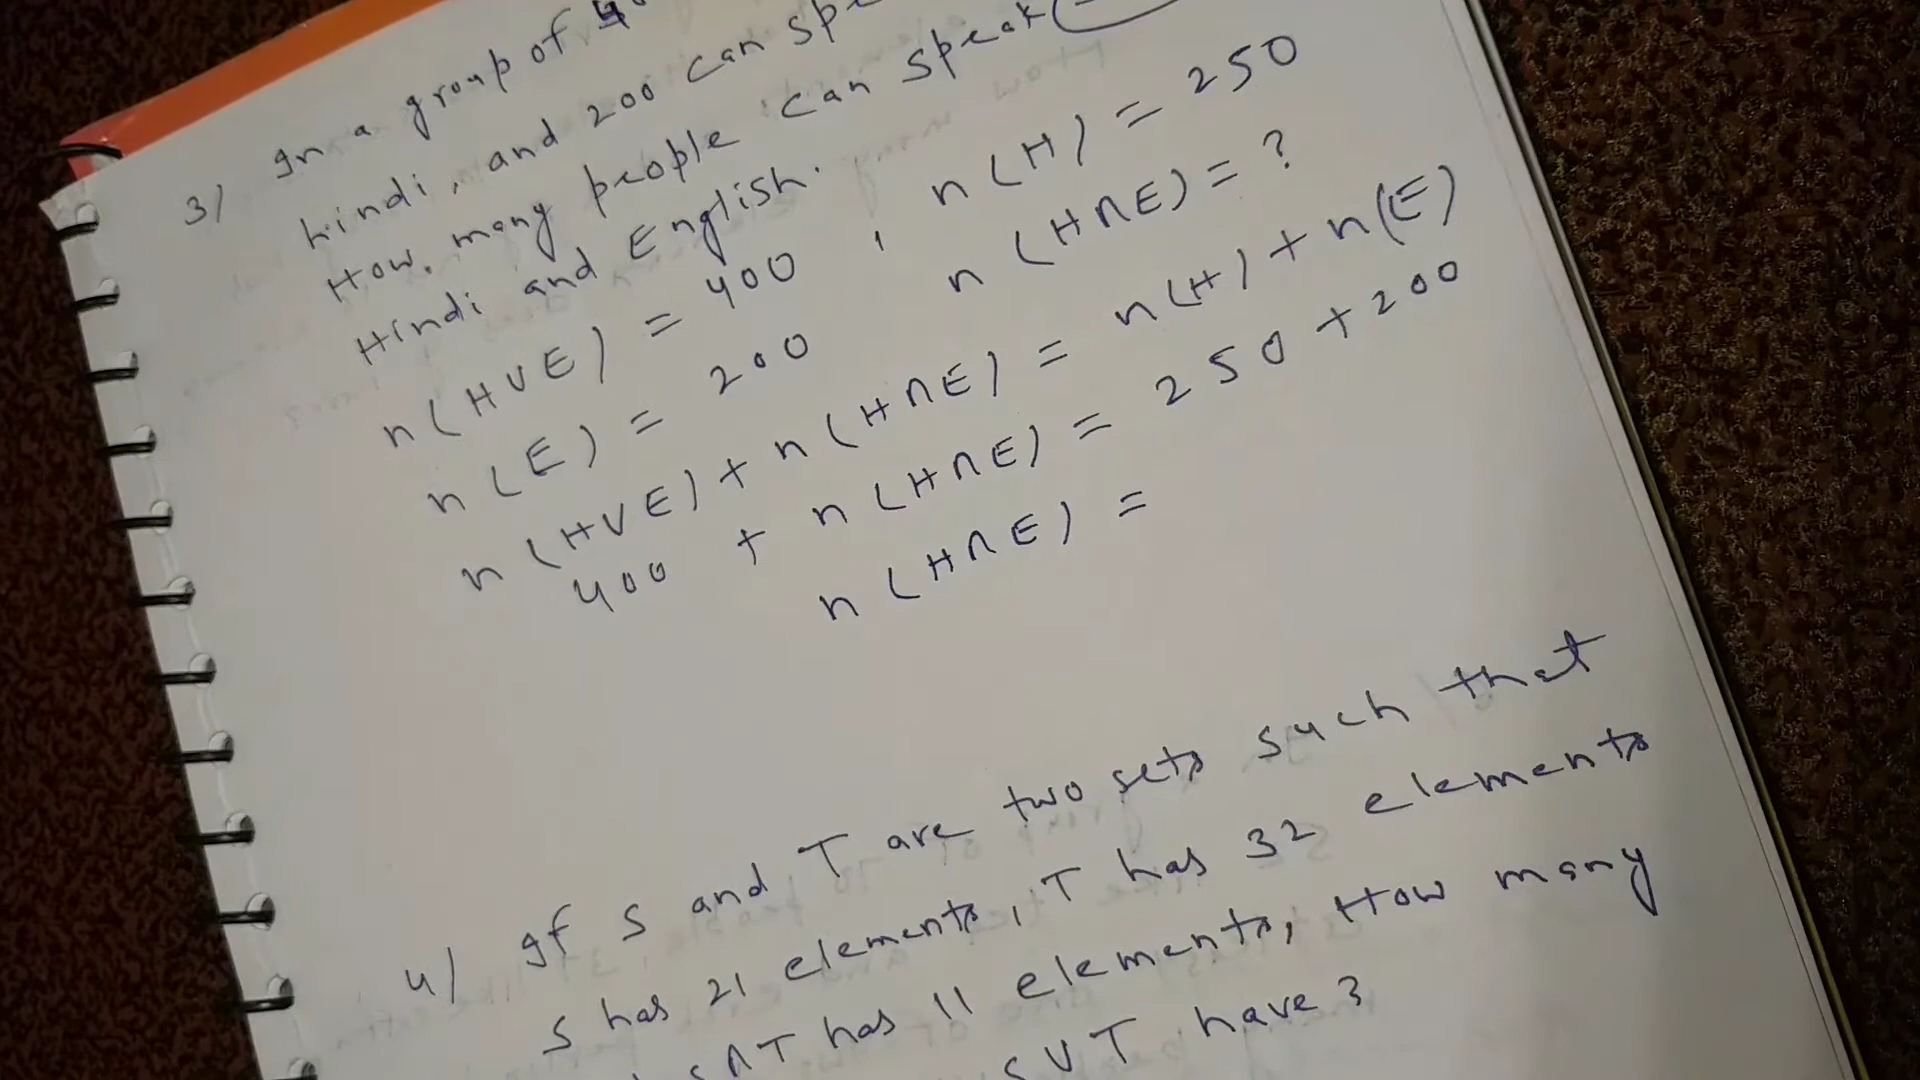 3) In a group of
hindi, and 200 can
How, many people can speak
Hindi and English.
n(H∪E) = 400 , n(H) = 250
n(E) = 200 n(H∩E) = ?
n(H∪E) + n(H∩E) = n(H) + n(E)
400 + n(H∩E) = 250 + 200
n(H∩E) =
4) If S and T are two sets such that
S has 21 elements, T has 32 elements
S∩T has 11 elements, How many
S∪T have?